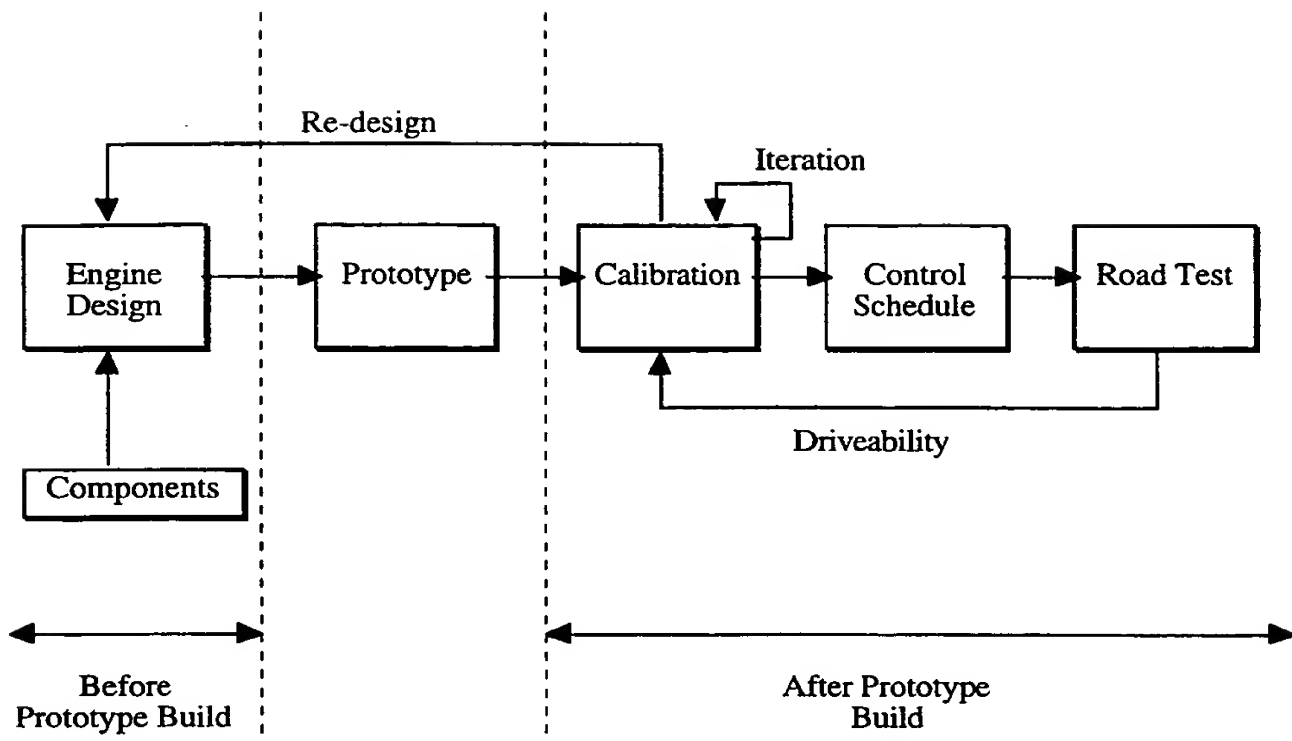 Re-design
Iteration
Engine
Design
Prototype
Calibration
Control
Schedule
Road Test
Driveability
Components
Before
Prototype Build
After Prototype
Build